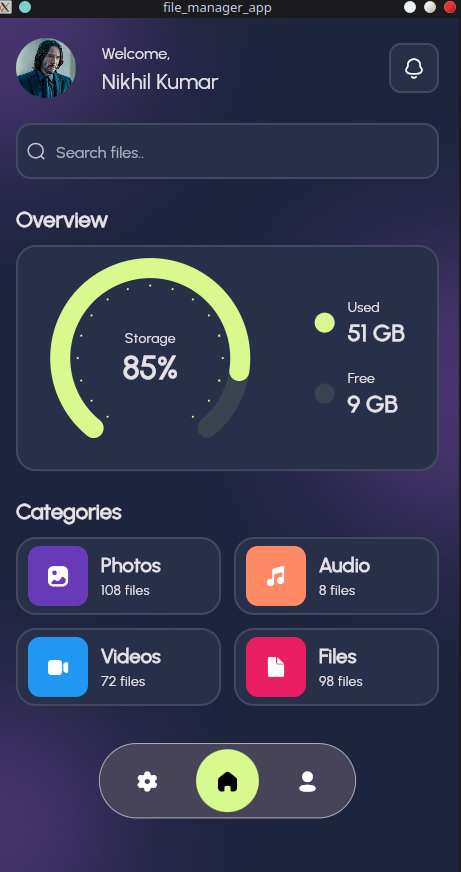 file_manager_app
Welcome,
Nikhil Kumar
Search files..
Overview
Storage
85%
Used
51 GB
Free
9 GB
Categories
Photos
108 files
Audio
8 files
Videos
72 files
Files
98 files